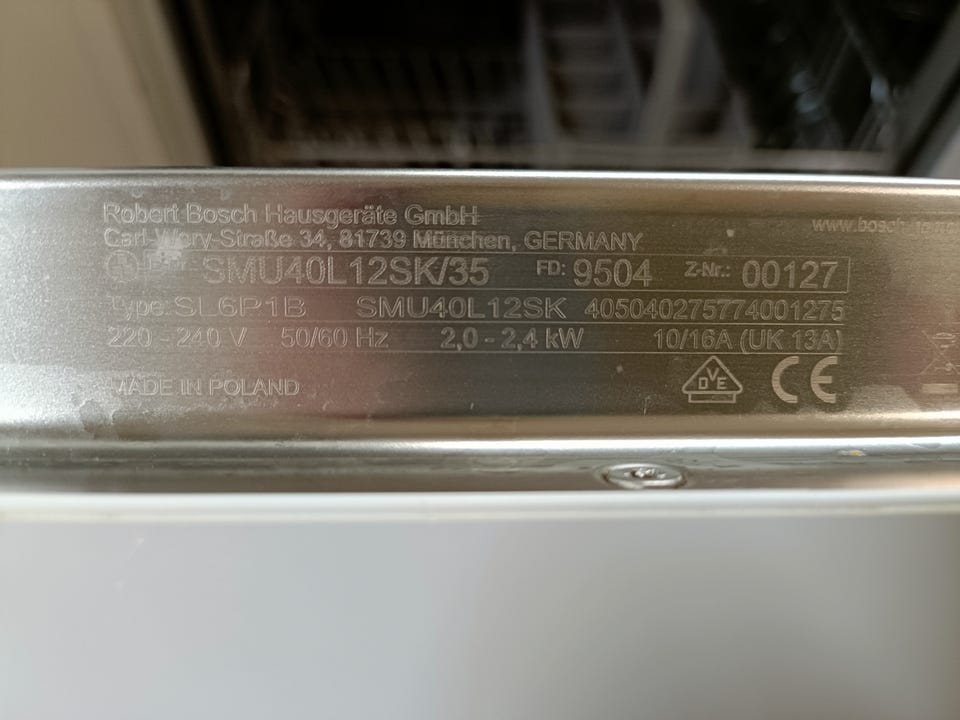 Robert Bosch Hausgeräte GmbH
Carl-Wery-Straße 34, 81739 München, GERMANY
SMU40L12SK/35 FD: 9504 Z-Nr.: 00127
Type: SL6P1B SMU40L12SK 405040275774001275
220 - 240 V 50/60 Hz 2,0 - 2,4 kW 10/16A (UK 13A)
MADE IN POLAND
DVE
CE